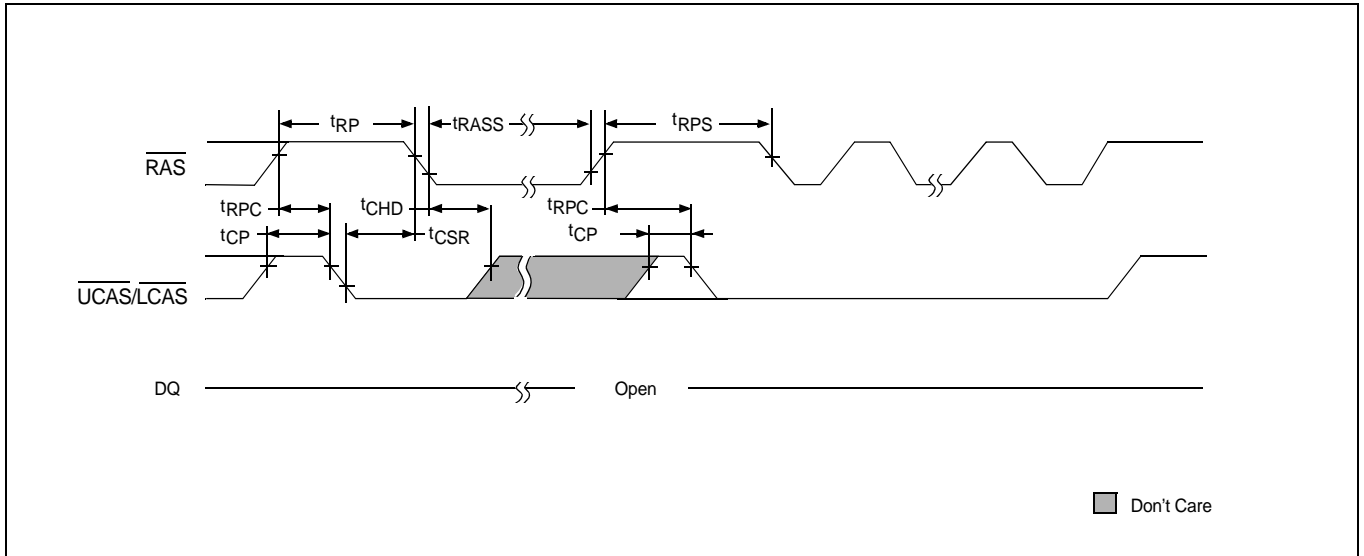 tRP tRASS tRPS
RAS
tRPC tCHD tRPC
tCP tCSR tCP
UCAS/LCAS
DQ Open
Don't Care